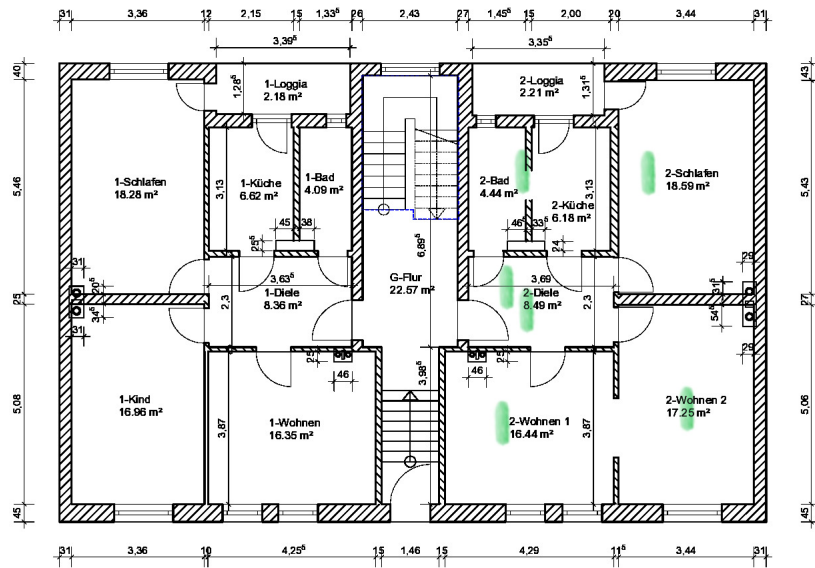 31 3,36 12 2,15 15 1,33⁵ 26 2,43 27 1,45⁵ 15 2,00 20 3,44 31
3,39⁵ 3,35⁵
40 43
1-Loggia
2.18 m²
2-Loggia
2.21 m²
1,28⁵ 1,31⁵
5,46 5,43
1-Schlafen
18.28 m²
3,13
1-Küche
6.62 m²
1-Bad
4.09 m²
2-Bad
4.44 m²
2-Küche
6.18 m²
3,13
2-Schlafen
18.59 m²
45 38 46⁵ 33⁵
25⁵ 24
6,89⁵
31 29
3,63⁵ 3,69
G-Flur
22.57 m²
20⁵ 31⁵
1-Diele
8.36 m²
2,3
2-Diele
8.49 m²
2,3
25 27
34⁵ 54⁵
31 29
25 25
46 46
3,98⁵
5,08 5,06
1-Kind
16.96 m²
3,87
1-Wohnen
16.35 m²
2-Wohnen 1
16.44 m²
3,87
2-Wohnen 2
17.25 m²
45 45
31 3,36 10 4,25⁵ 15 1,46 15 4,29 11⁵ 3,44 31